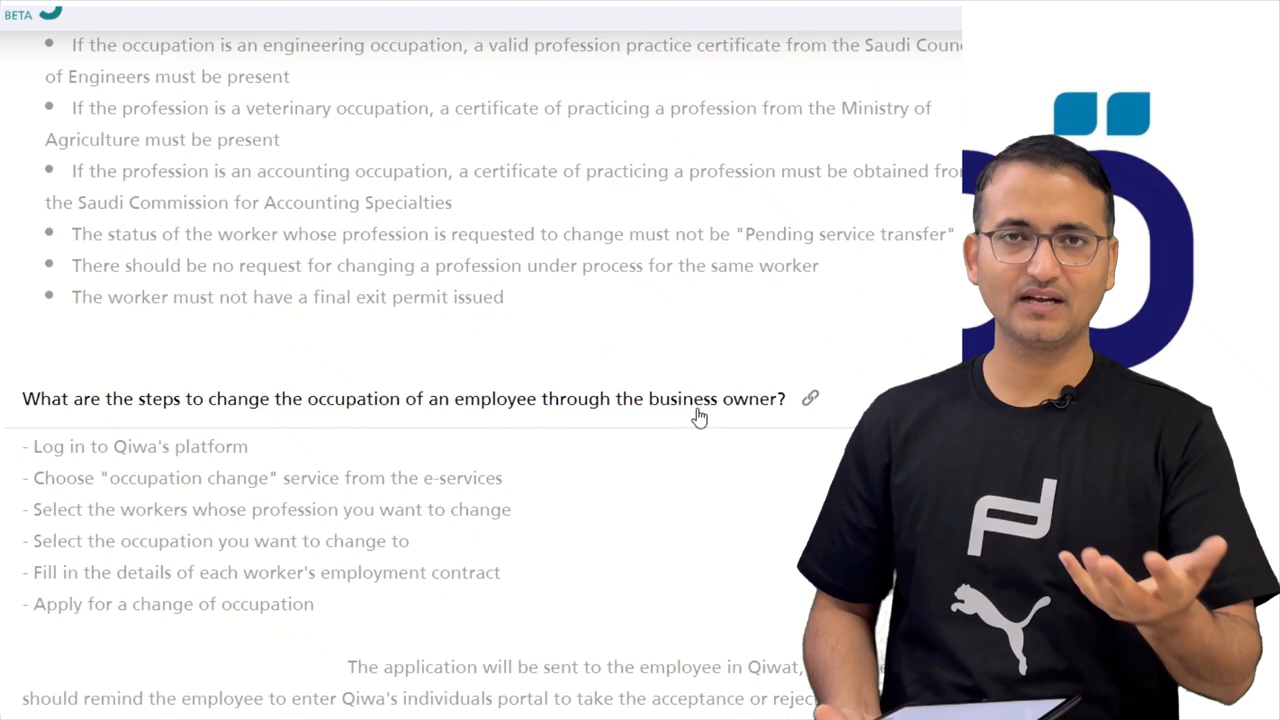 BETA
If the occupation is an engineering occupation, a valid profession practice certificate from the Saudi
of Engineers must be present
If the profession is a veterinary occupation, a certificate of practicing a profession from the Ministry of
Agriculture must be present
If the profession is an accounting occupation, a certificate of practicing a profession must be obtained
the Saudi Commission for Accounting Specialties
The status of the worker whose profession is requested to change must not be "Pending service transfer"
There should be no request for changing a profession under process for the same worker
The worker must not have a final exit permit issued
What are the steps to change the occupation of an employee through the business owner?
- Log in to Qiwa's platform
- Choose "occupation change" service from the e-services
- Select the workers whose profession you want to change
- Select the occupation you want to change to
- Fill in the details of each worker's employment contract
- Apply for a change of occupation
The application will be sent to the employee in Qiwat,
should remind the employee to enter Qiwa's individuals portal to take the acceptance or